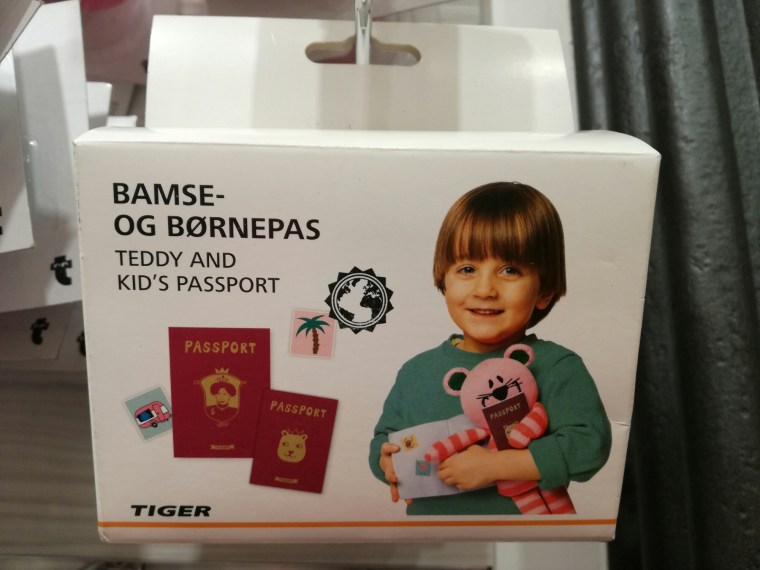 BAMSE-
OG BØRNEPAS
TEDDY AND
KID'S PASSPORT
PASSPORT
PASSPORT
PASSPORT
TIGER